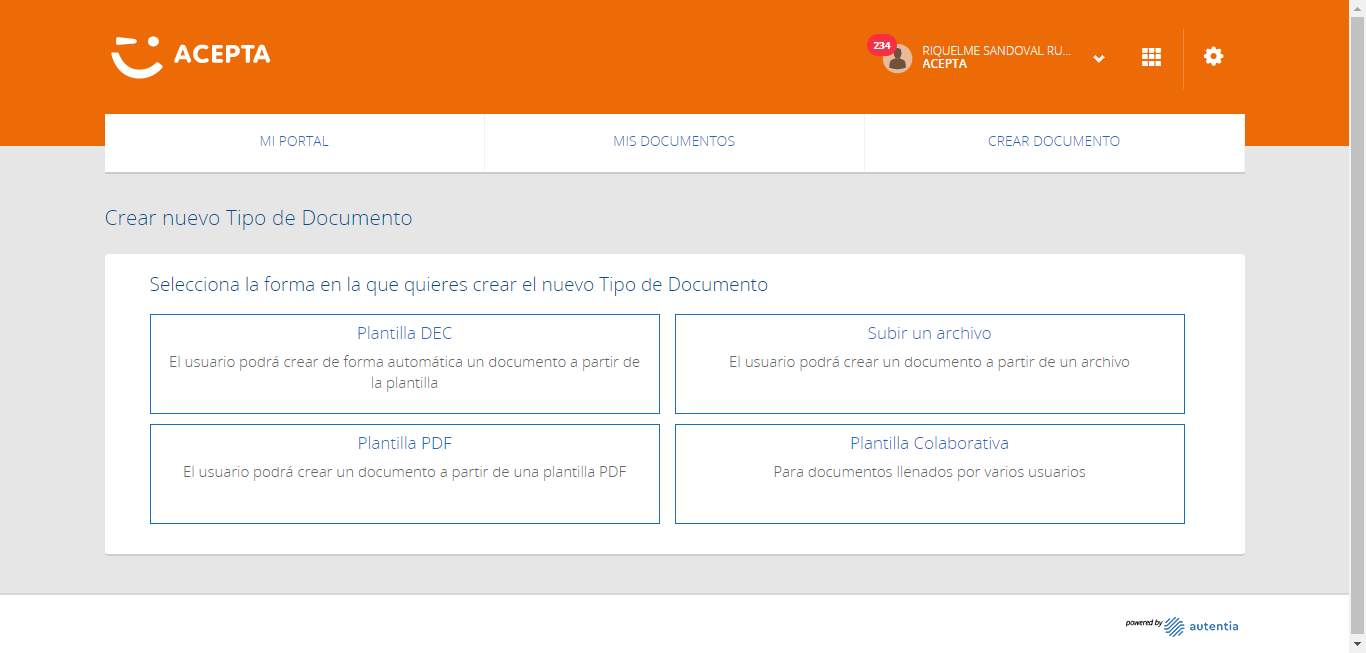 ACEPTA
234
RIQUELME SANDOVAL RU...
ACEPTA
MI PORTAL
MIS DOCUMENTOS
CREAR DOCUMENTO
Crear nuevo Tipo de Documento
Selecciona la forma en la que quieres crear el nuevo Tipo de Documento
Plantilla DEC
El usuario podrá crear de forma automática un documento a partir de
la plantilla
Subir un archivo
El usuario podrá crear un documento a partir de un archivo
Plantilla PDF
El usuario podrá crear un documento a partir de una plantilla PDF
Plantilla Colaborativa
Para documentos llenados por varios usuarios
powered by autentia